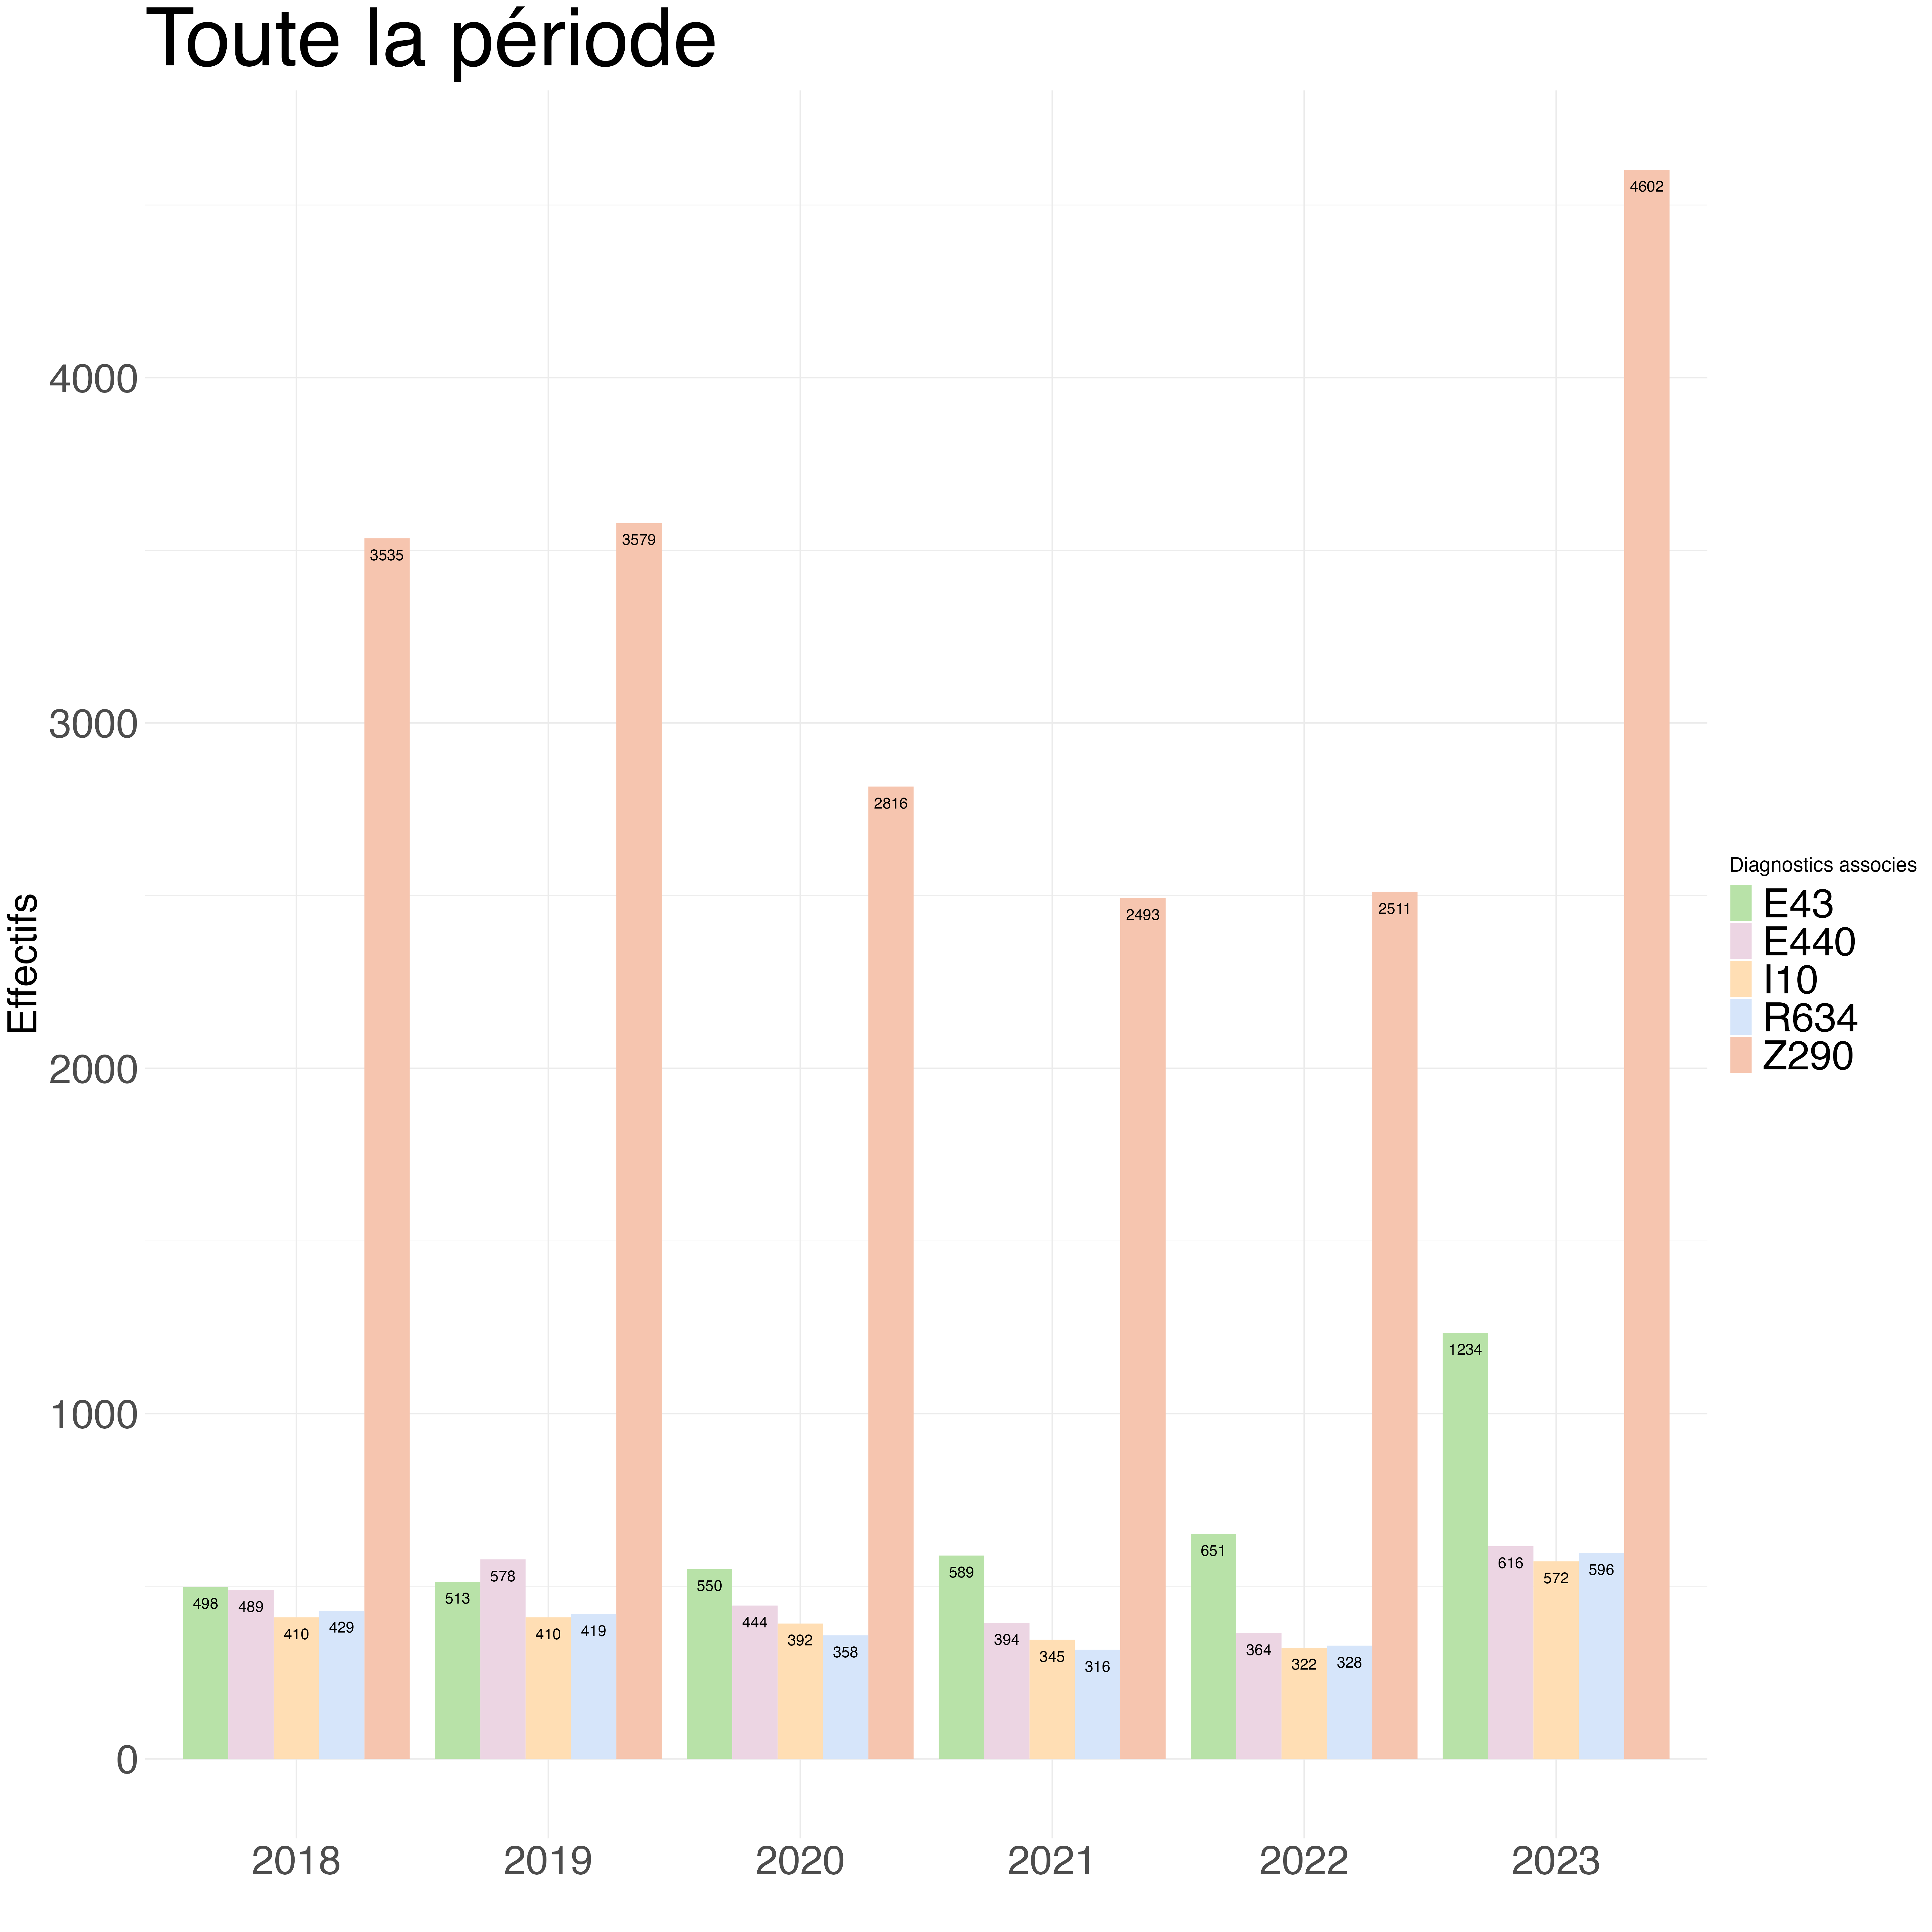 Toute la période
Effectifs
4000
3000
2000
1000
0
498 489 410 429 3535
513 578 410 419 3579
550 444 392 358 2816
589 394 345 316 2493
651 364 322 328 2511
1234 616 572 596 4602
2018 2019 2020 2021 2022 2023
Diagnostics associes
E43
E440
I10
R634
Z290